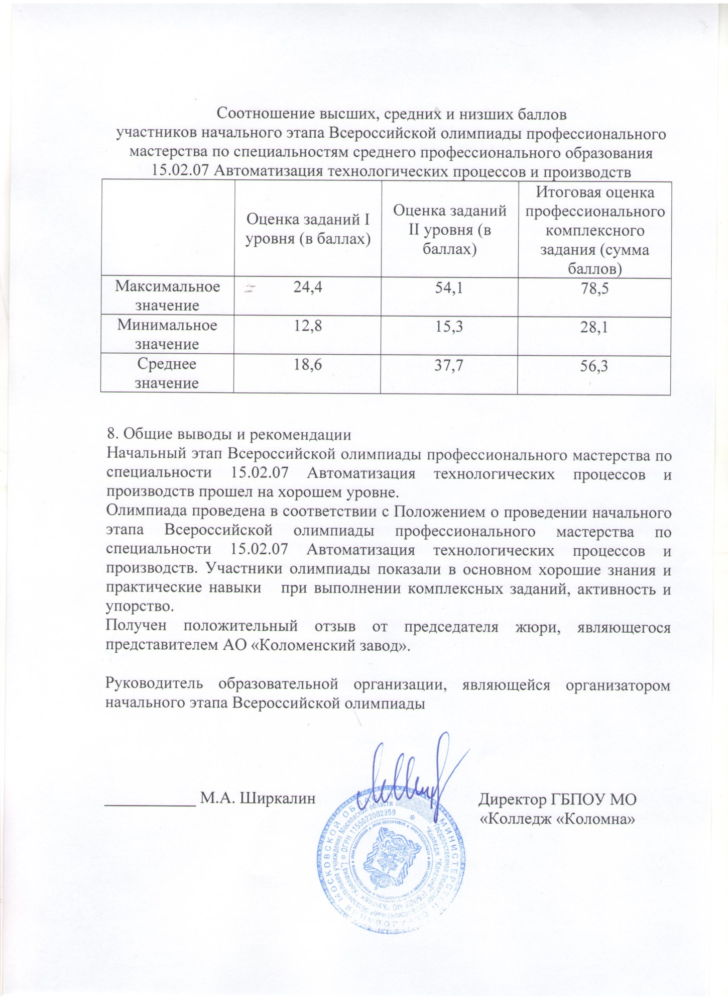 Соотношение высших, средних и низших баллов
участников начального этапа Всероссийской олимпиады профессионального
мастерства по специальностям среднего профессионального образования
15.02.07 Автоматизация технологических процессов и производств
Оценка заданий I
уровня (в баллах)
Оценка заданий
II уровня (в
баллах)
Итоговая оценка
профессионального
комплексного
задания (сумма
баллов)
Максимальное
значение
24,4
54,1
78,5
Минимальное
значение
12,8
15,3
28,1
Среднее
значение
18,6
37,7
56,3
8. Общие выводы и рекомендации
Начальный этап Всероссийской олимпиады профессионального мастерства по
специальности 15.02.07 Автоматизация технологических процессов и
производств прошел на хорошем уровне.
Олимпиада проведена в соответствии с Положением о проведении начального
этапа Всероссийской олимпиады профессионального мастерства по
специальности 15.02.07 Автоматизация технологических процессов и
производств. Участники олимпиады показали в основном хорошие знания и
практические навыки при выполнении комплексных заданий, активность и
упорство.
Получен положительный отзыв от председателя жюри, являющегося
представителем АО «Коломенский завод».
Руководитель образовательной организации, являющейся организатором
начального этапа Всероссийской олимпиады
____________ М.А. Ширкалин
Директор ГБПОУ МО
«Колледж «Коломна»
МОСКОВСКОЙ ОБЛАСТИ
учреждение Московской области
ОГРН 1155022002959